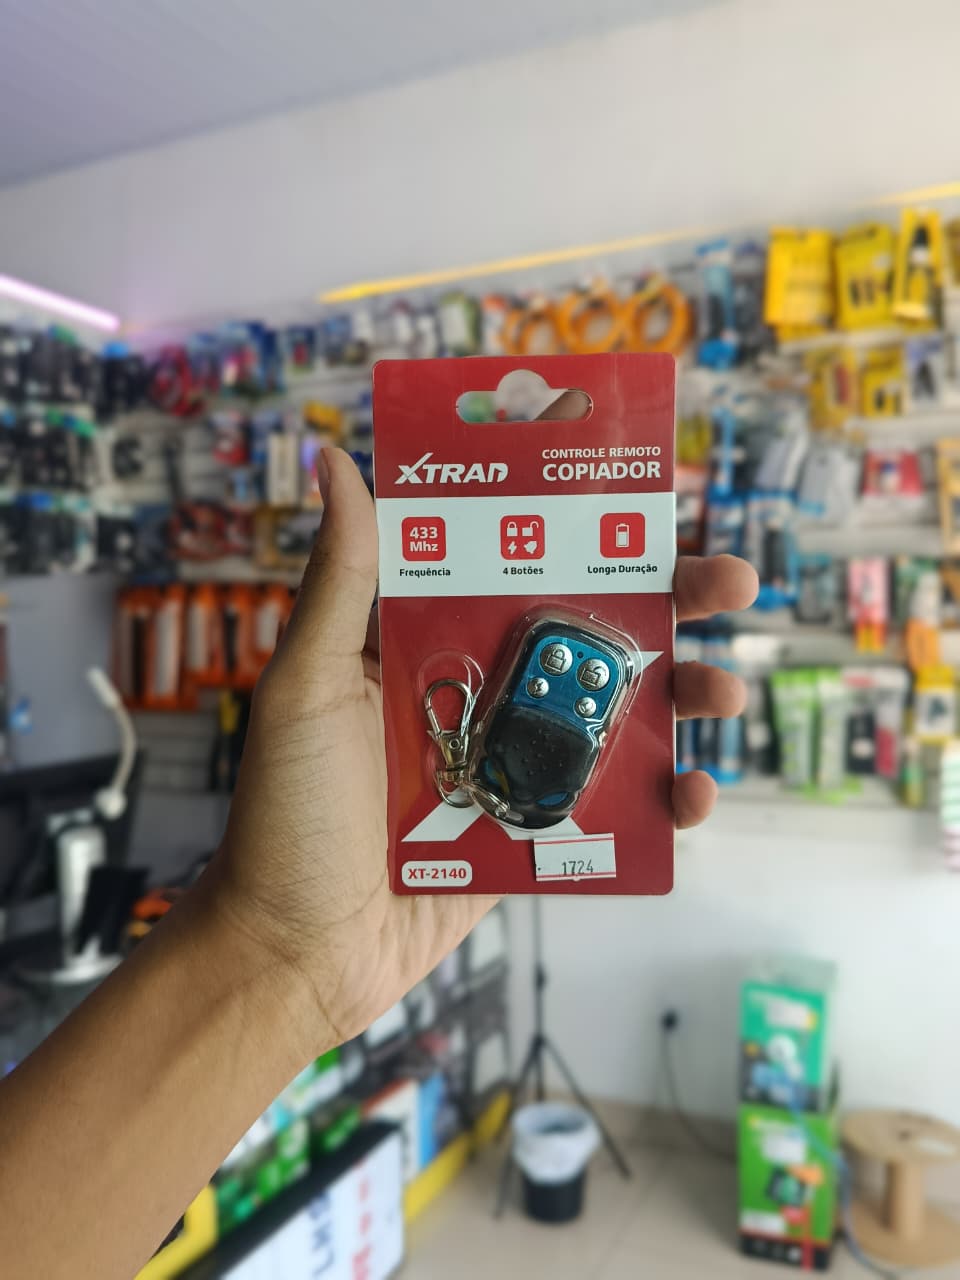 XTRAD
CONTROLE REMOTO
COPIADOR
433
Mhz
Frequência
4 Botões
Longa Duração
XT-2140
1724